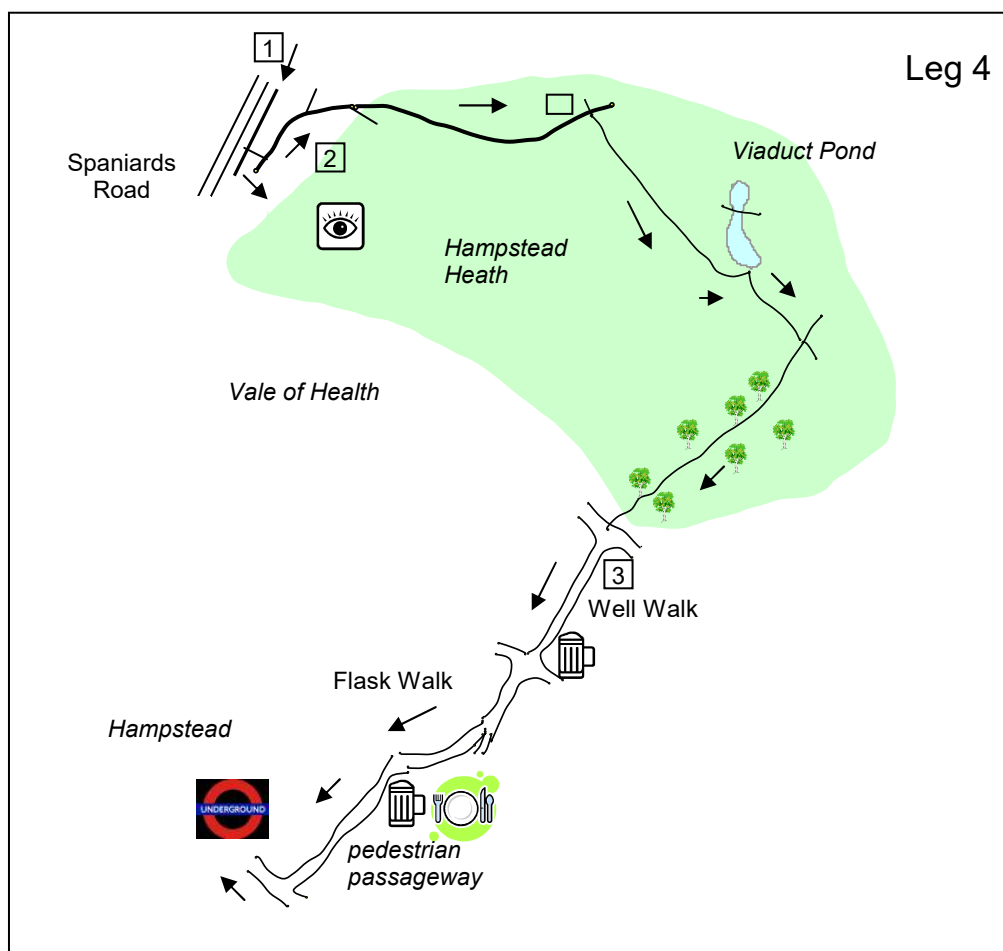 Leg 4
1
Spaniards
Road
2
Viaduct Pond
Hampstead
Heath
Vale of Health
3
Well Walk
Flask Walk
Hampstead
UNDERGROUND
pedestrian
passageway